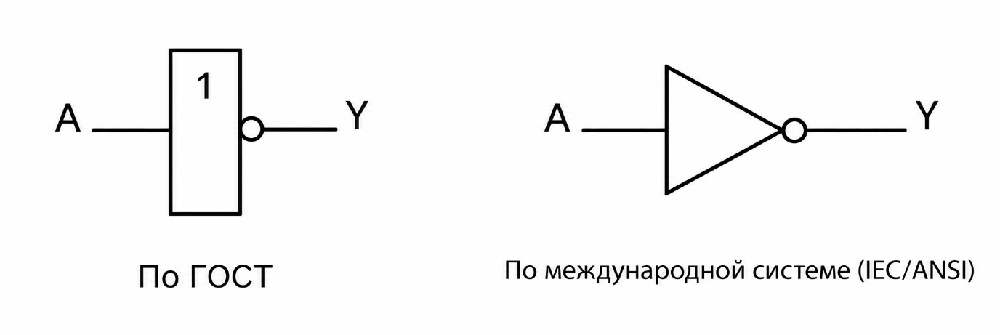 1
A
Y
A
Y
По ГОСТ
По международной системе (IEC/ANSI)